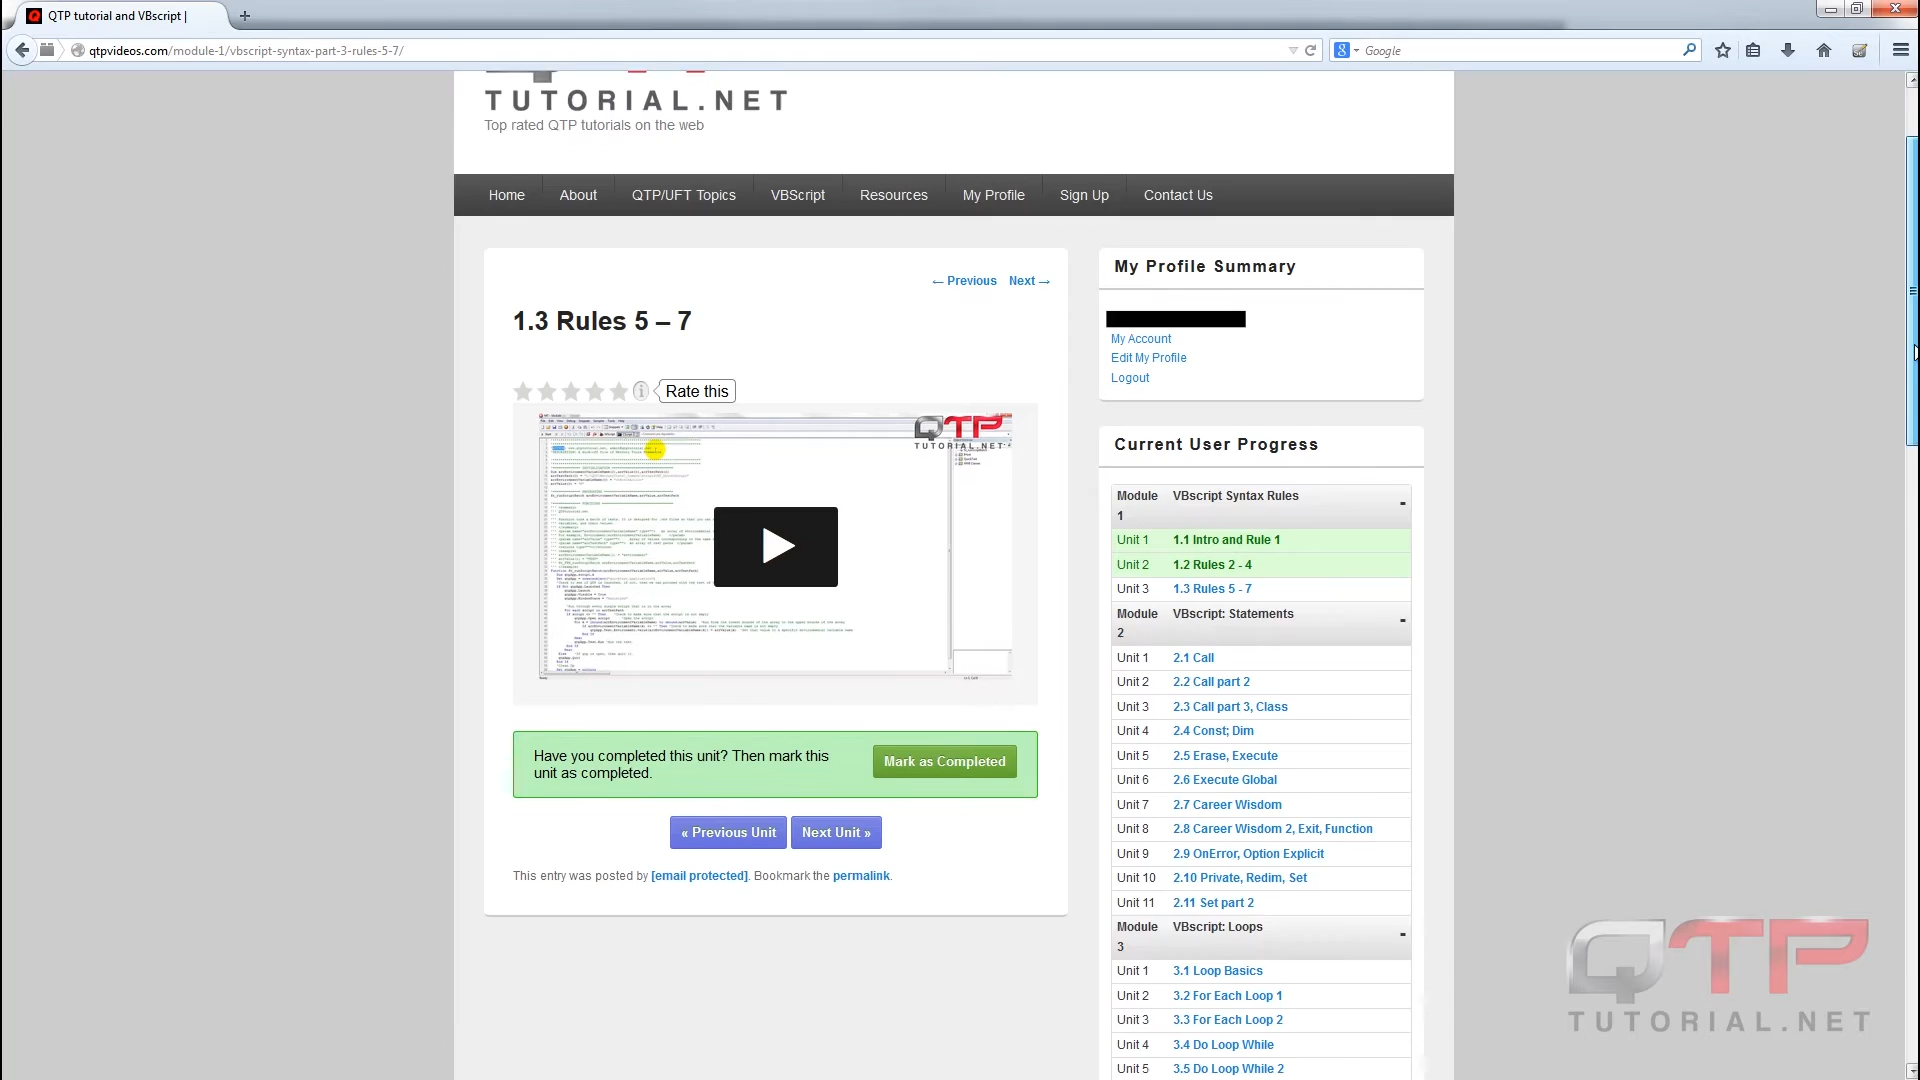 QTP tutorial and VBscript |
qtpvideos.com/module-1/vbscript-syntax-part-3-rules-5-7/
Google
TUTORIAL.NET
Top rated QTP tutorials on the web
Home
About
QTP/UFT Topics
VBScript
Resources
My Profile
Sign Up
Contact Us
← Previous Next →
1.3 Rules 5 – 7
Rate this
QTP
TUTORIAL.NET
Have you completed this unit? Then mark this
unit as completed.
Mark as Completed
« Previous Unit
Next Unit »
This entry was posted by [email protected]. Bookmark the permalink.
My Profile Summary
My Account
Edit My Profile
Logout
Current User Progress
Module 1 VBscript Syntax Rules -
Unit 1 1.1 Intro and Rule 1
Unit 2 1.2 Rules 2 - 4
Unit 3 1.3 Rules 5 - 7
Module 2 VBscript: Statements -
Unit 1 2.1 Call
Unit 2 2.2 Call part 2
Unit 3 2.3 Call part 3, Class
Unit 4 2.4 Const; Dim
Unit 5 2.5 Erase, Execute
Unit 6 2.6 Execute Global
Unit 7 2.7 Career Wisdom
Unit 8 2.8 Career Wisdom 2, Exit, Function
Unit 9 2.9 OnError, Option Explicit
Unit 10 2.10 Private, Redim, Set
Unit 11 2.11 Set part 2
Module 3 VBscript: Loops -
Unit 1 3.1 Loop Basics
Unit 2 3.2 For Each Loop 1
Unit 3 3.3 For Each Loop 2
Unit 4 3.4 Do Loop While
Unit 5 3.5 Do Loop While 2
QTP
TUTORIAL.NET